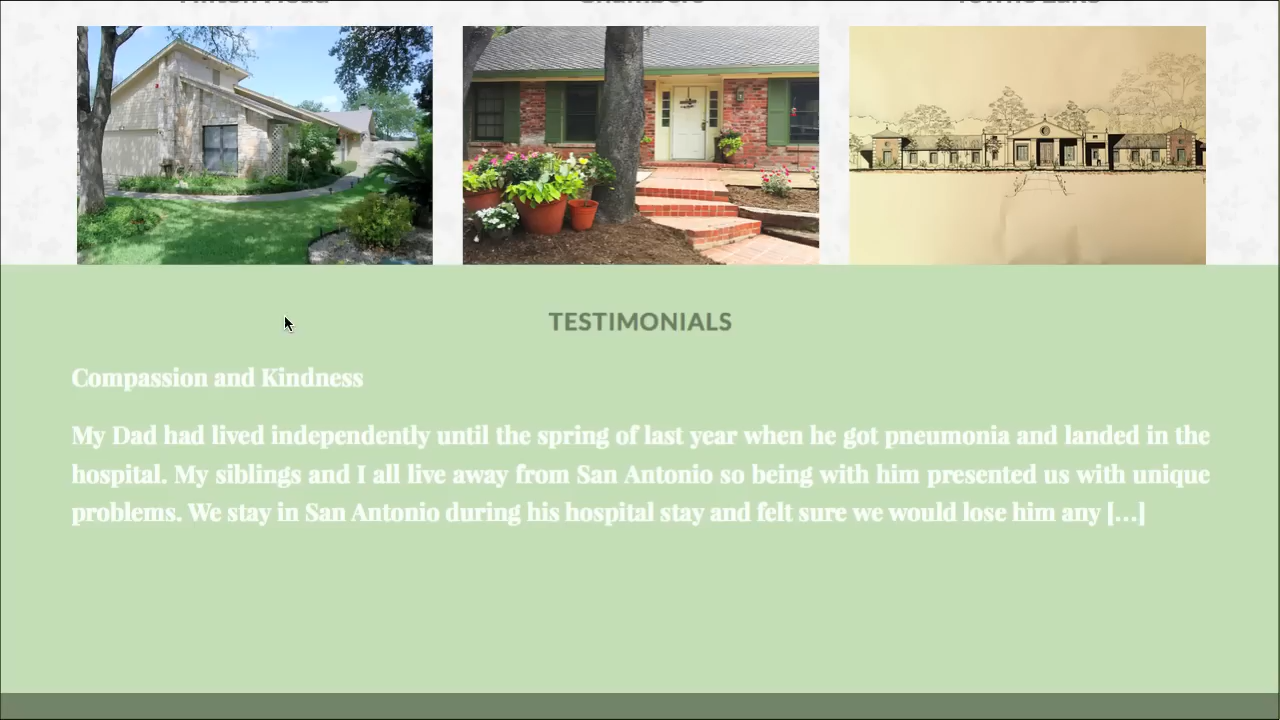 TESTIMONIALS
Compassion and Kindness
My Dad had lived independently until the spring of last year when he got pneumonia and landed in the
hospital. My siblings and I all live away from San Antonio so being with him presented us with unique
problems. We stay in San Antonio during his hospital stay and felt sure we would lose him any [...]